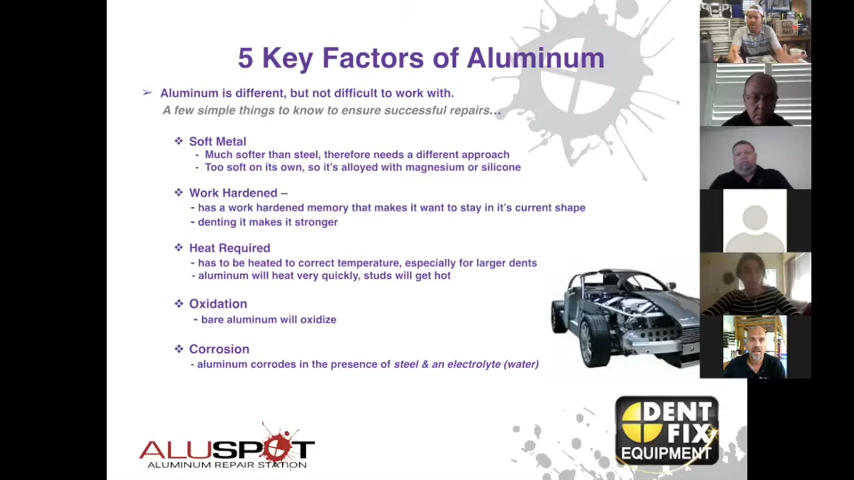 5 Key Factors of Aluminum
➢ Aluminum is different, but not difficult to work with.
A few simple things to know to ensure successful repairs…
❖ Soft Metal
- Much softer than steel, therefore needs a different approach
- Too soft on its own, so it's alloyed with magnesium or silicone
❖ Work Hardened –
- has a work hardened memory that makes it want to stay in it's current shape
- denting it makes it stronger
❖ Heat Required
- has to be heated to correct temperature, especially for larger dents
- aluminum will heat very quickly, studs will get hot
❖ Oxidation
- bare aluminum will oxidize
❖ Corrosion
- aluminum corrodes in the presence of steel & an electrolyte (water)
ALUSPOT
ALUMINUM REPAIR STATION
DENT
FIX
EQUIPMENT